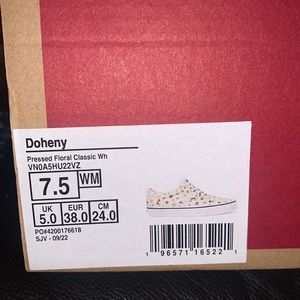 Doheny
Pressed Floral Classic Wh
VN0A5HU22VZ
7.5 WM
UK EUR CM
5.0 38.0 24.0
PO#4200176618
SJV - 09/22
1 96571 16522 1